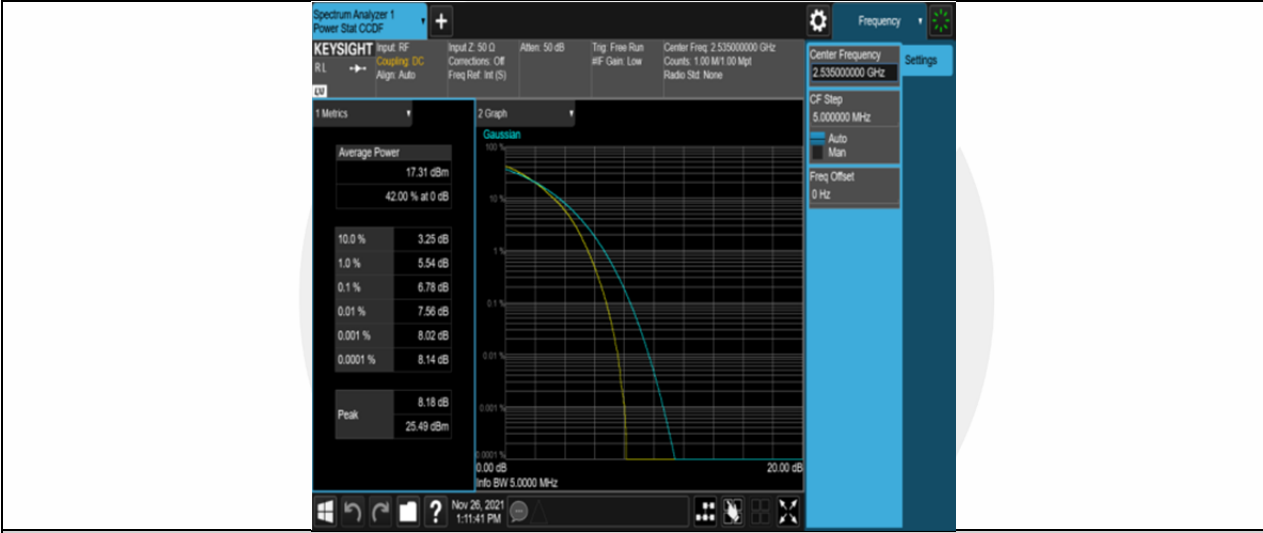 Spectrum Analyzer 1
Power Stat CCDF
Frequency
KEYSIGHT
RL
LV
Input: RF
Coupling: DC
Align: Auto
Input Z: 50 Ω
Corrections: Off
Freq Ref: Int (S)
Atten: 50 dB
Trig: Free Run
#IF Gain: Low
Center Freq: 2.535000000 GHz
Counts: 1.00 M/1.00 Mpt
Radio Std: None
Center Frequency
2.535000000 GHz
Settings
CF Step
5.000000 MHz
Auto
Man
Freq Offset
0 Hz
1 Metrics
Average Power
17.31 dBm
42.00 % at 0 dB
10.0 % 3.25 dB
1.0 % 5.54 dB
0.1 % 6.78 dB
0.01 % 7.56 dB
0.001 % 8.02 dB
0.0001 % 8.14 dB
Peak
8.18 dB
25.49 dBm
2 Graph
Gaussian
100 %
10 %
1 %
0.1 %
0.01 %
0.001 %
0.0001 %
0.00 dB 20.00 dB
Info BW 5.0000 MHz
Nov 26, 2021
1:11:41 PM